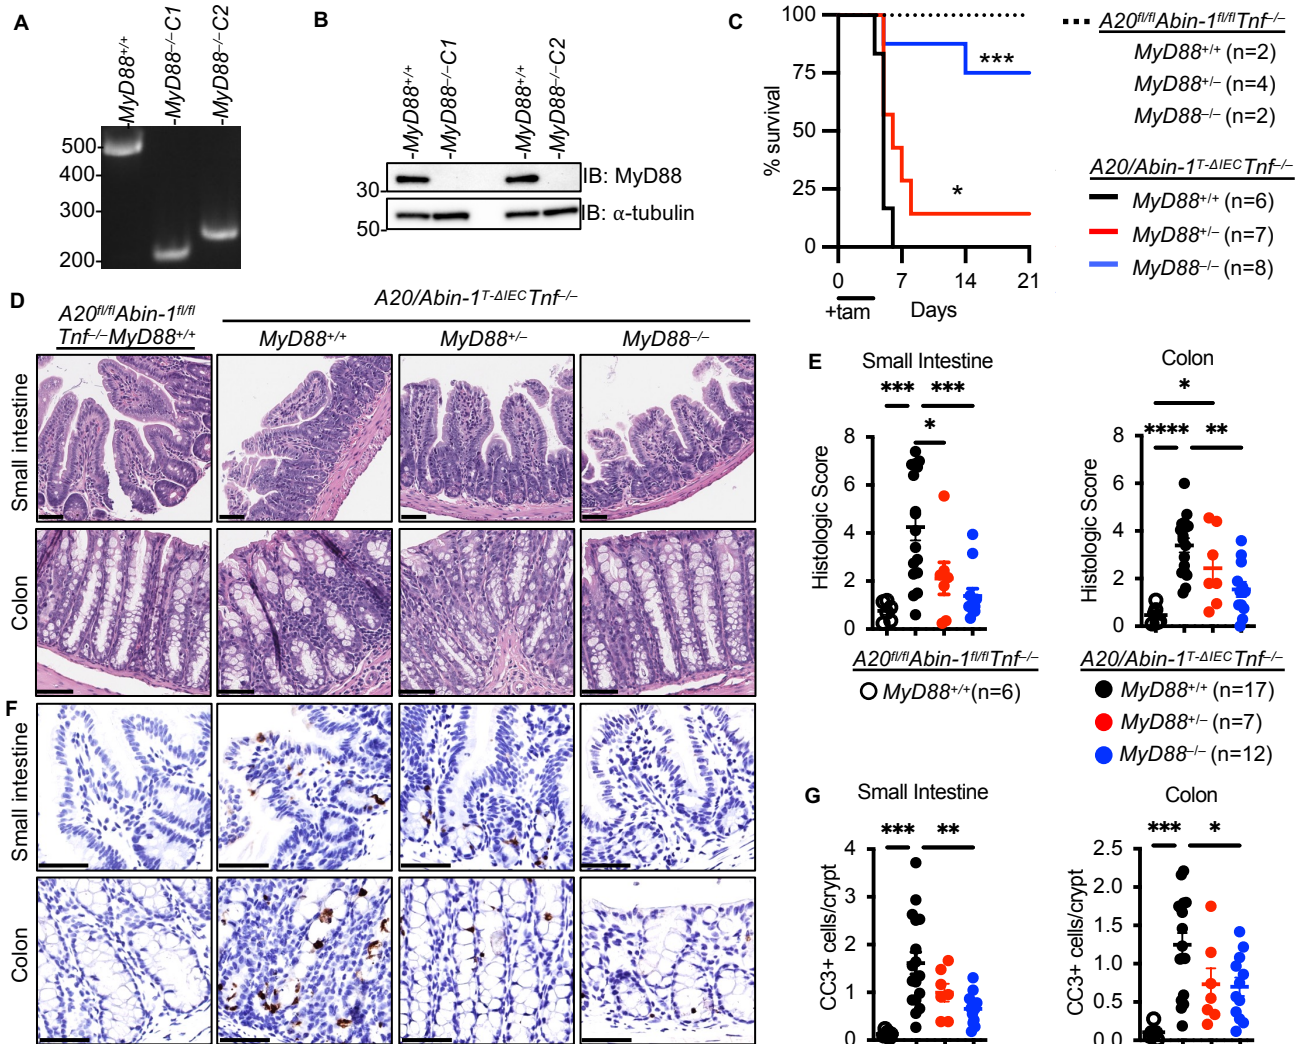 A
-MyD88+/+
-MyD88–/–C1
-MyD88–/–C2
500
400
300
200
B
-MyD88+/+
-MyD88–/–C1
-MyD88+/+
-MyD88–/–C2
IB: MyD88
30
IB: α-tubulin
50
C
% survival
100
75
50
25
0
***
*
0 7 14 21
+tam
Days
A20fl/flAbin-1fl/flTnf–/–
MyD88+/+ (n=2)
MyD88+/– (n=4)
MyD88–/– (n=2)
A20/Abin-1T-ΔIECTnf–/–
MyD88+/+ (n=6)
MyD88+/– (n=7)
MyD88–/– (n=8)
D
A20fl/flAbin-1fl/fl
Tnf–/–MyD88+/+
A20/Abin-1T-ΔIECTnf–/–
MyD88+/+
MyD88+/–
MyD88–/–
Small intestine
Colon
E
Small Intestine
*** ***
*
Histologic Score
8
6
4
2
0
Colon
*
**** **
Histologic Score
8
6
4
2
0
A20fl/flAbin-1fl/flTnf–/–
MyD88+/+(n=6)
A20/Abin-1T-ΔIECTnf–/–
MyD88+/+ (n=17)
MyD88+/– (n=7)
MyD88–/– (n=12)
F
Small intestine
Colon
G
Small Intestine
*** **
CC3+ cells/crypt
4
3
2
1
0
Colon
*** *
CC3+ cells/crypt
2.5
2.0
1.5
1.0
0.5
0.0